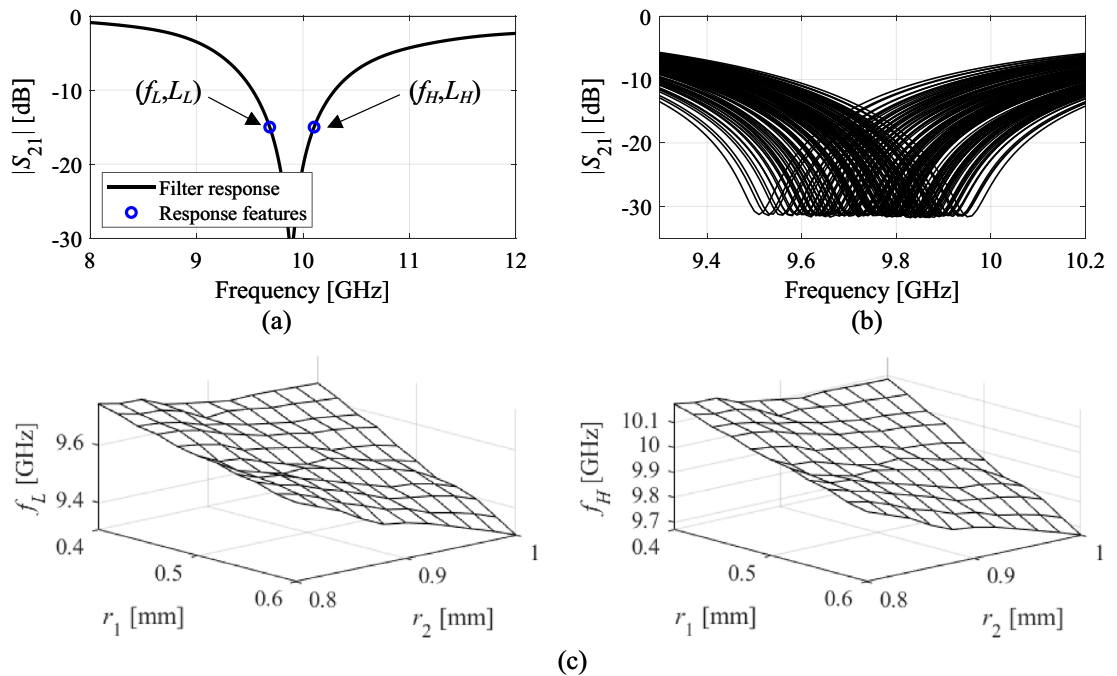 0
-10
-20
-30
|S21| [dB]
(fL,LL)
(fH,LH)
Filter response
Response features
8
9
10
11
12
Frequency [GHz]
(a)
0
-10
-20
-30
|S21| [dB]
9.4
9.6
9.8
10
10.2
Frequency [GHz]
(b)
fL [GHz]
9.6
9.4
0.4
0.5
0.6
0.8
0.9
1
r1 [mm]
r2 [mm]
fH [GHz]
10.1
10
9.9
9.8
9.7
0.4
0.5
0.6
0.8
0.9
1
r1 [mm]
r2 [mm]
(c)